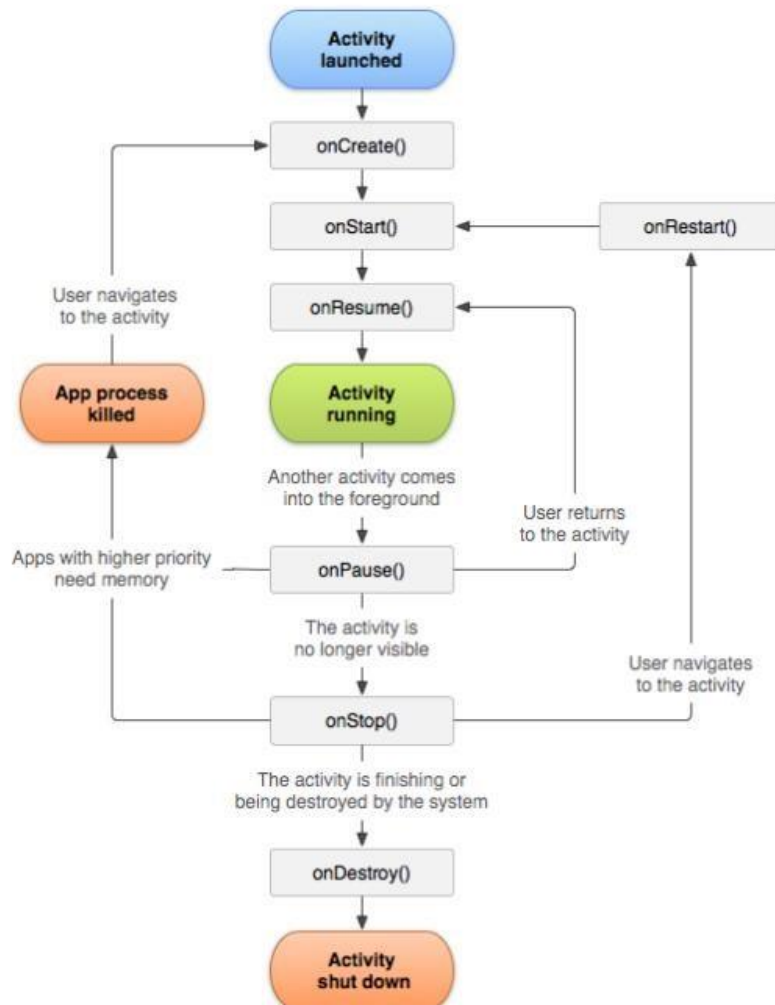 Activity
launched
onCreate()
onStart()
onRestart()
User navigates
to the activity
onResume()
App process
killed
Activity
running
Another activity comes
into the foreground
User returns
to the activity
Apps with higher priority
need memory
onPause()
The activity is
no longer visible
User navigates
to the activity
onStop()
The activity is finishing or
being destroyed by the system
onDestroy()
Activity
shut down